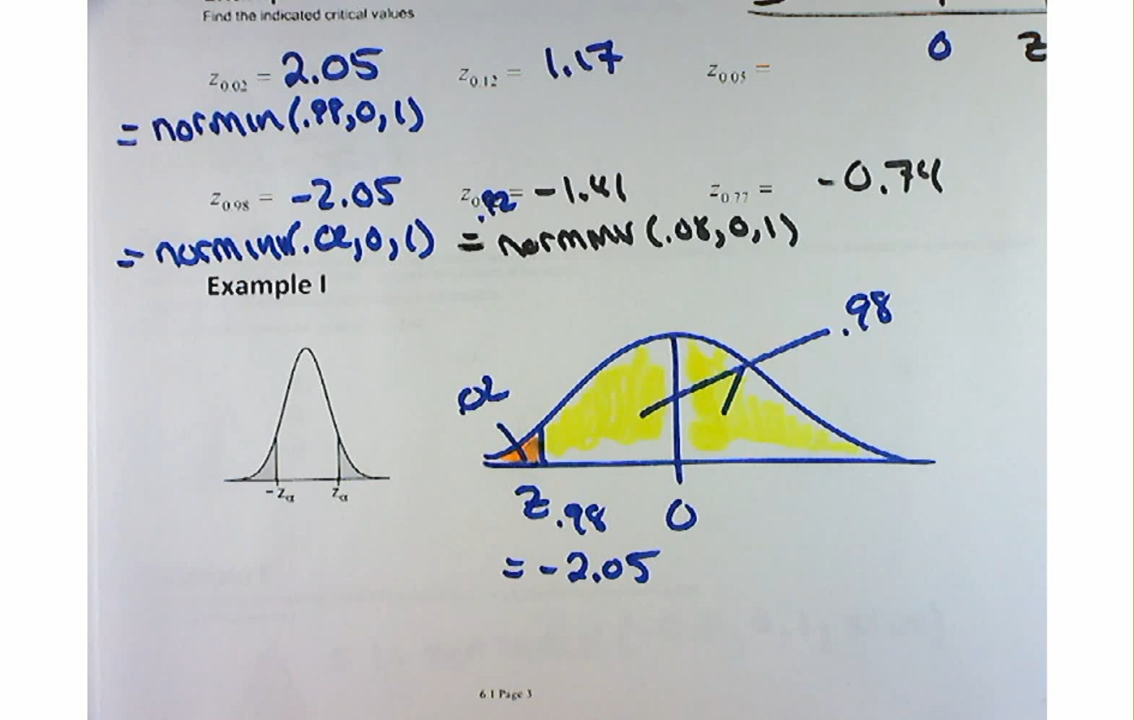 Find the indicated critical values
0 z
z0.02 = 2.05 z0.12 = 1.17 z0.05 =
= normin(.98,0,1)
z0.98 = -2.05 z0.92 = -1.41 z0.77 = -0.74
= norminv(.02,0,1) = norminv(.08,0,1)
Example I
.98
.02
-zα zα
z.98 0
= -2.05
6.1 Page 3